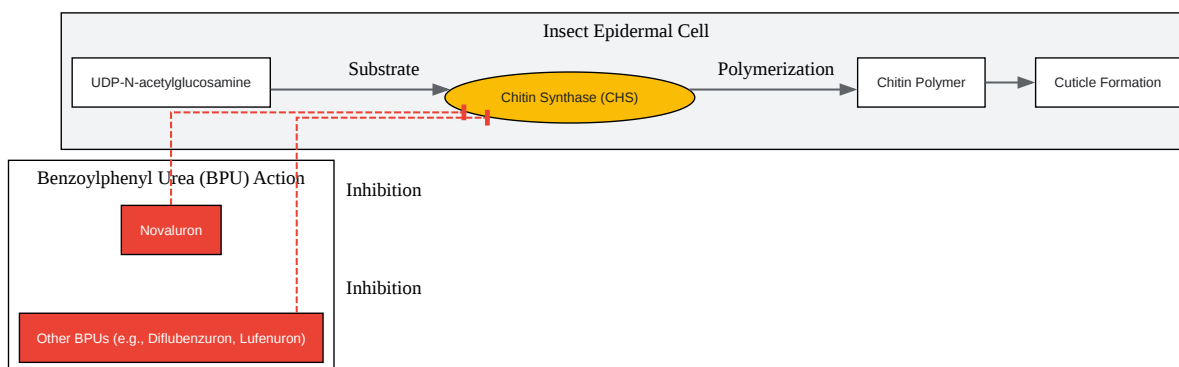 Insect Epidermal Cell
Substrate
Polymerization
UDP-N-acetylglucosamine
Chitin Synthase (CHS)
Chitin Polymer
Cuticle Formation
Benzoylphenyl Urea (BPU) Action
Inhibition
Novaluron
Inhibition
Other BPUs (e.g., Diflubenzuron, Lufenuron)